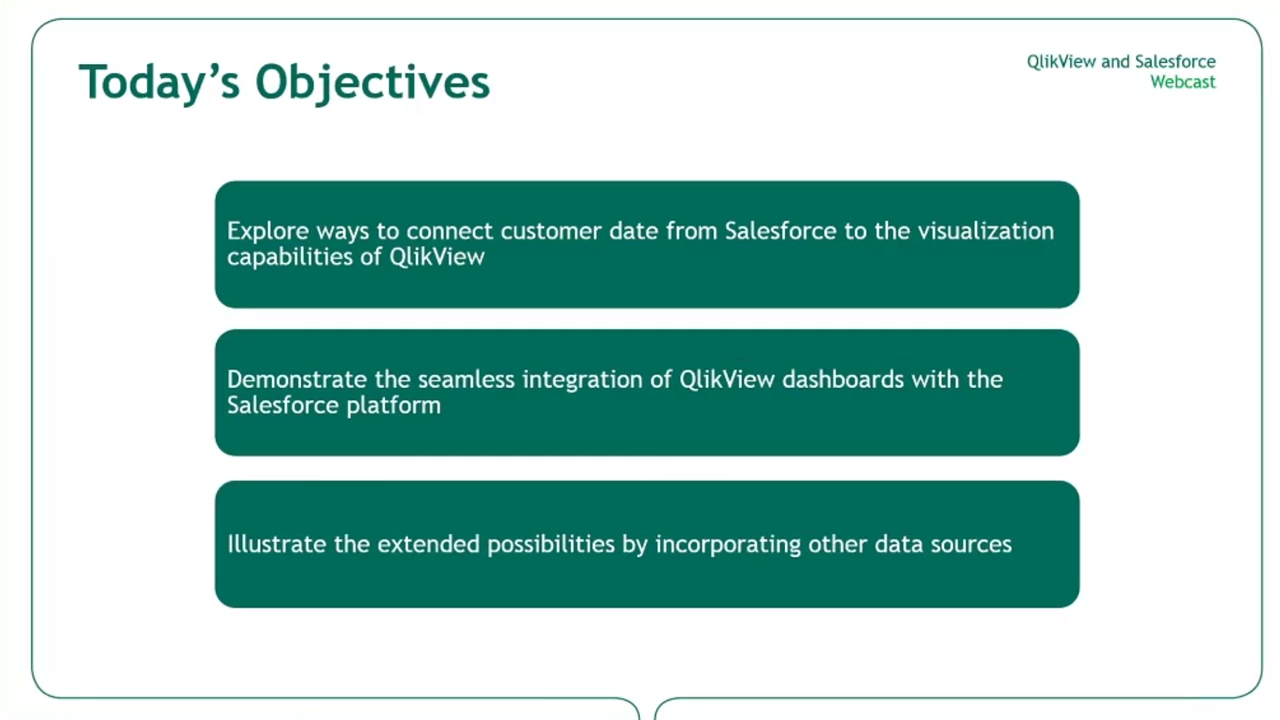 Today's Objectives
QlikView and Salesforce
Webcast
Explore ways to connect customer date from Salesforce to the visualization
capabilities of QlikView
Demonstrate the seamless integration of QlikView dashboards with the
Salesforce platform
Illustrate the extended possibilities by incorporating other data sources